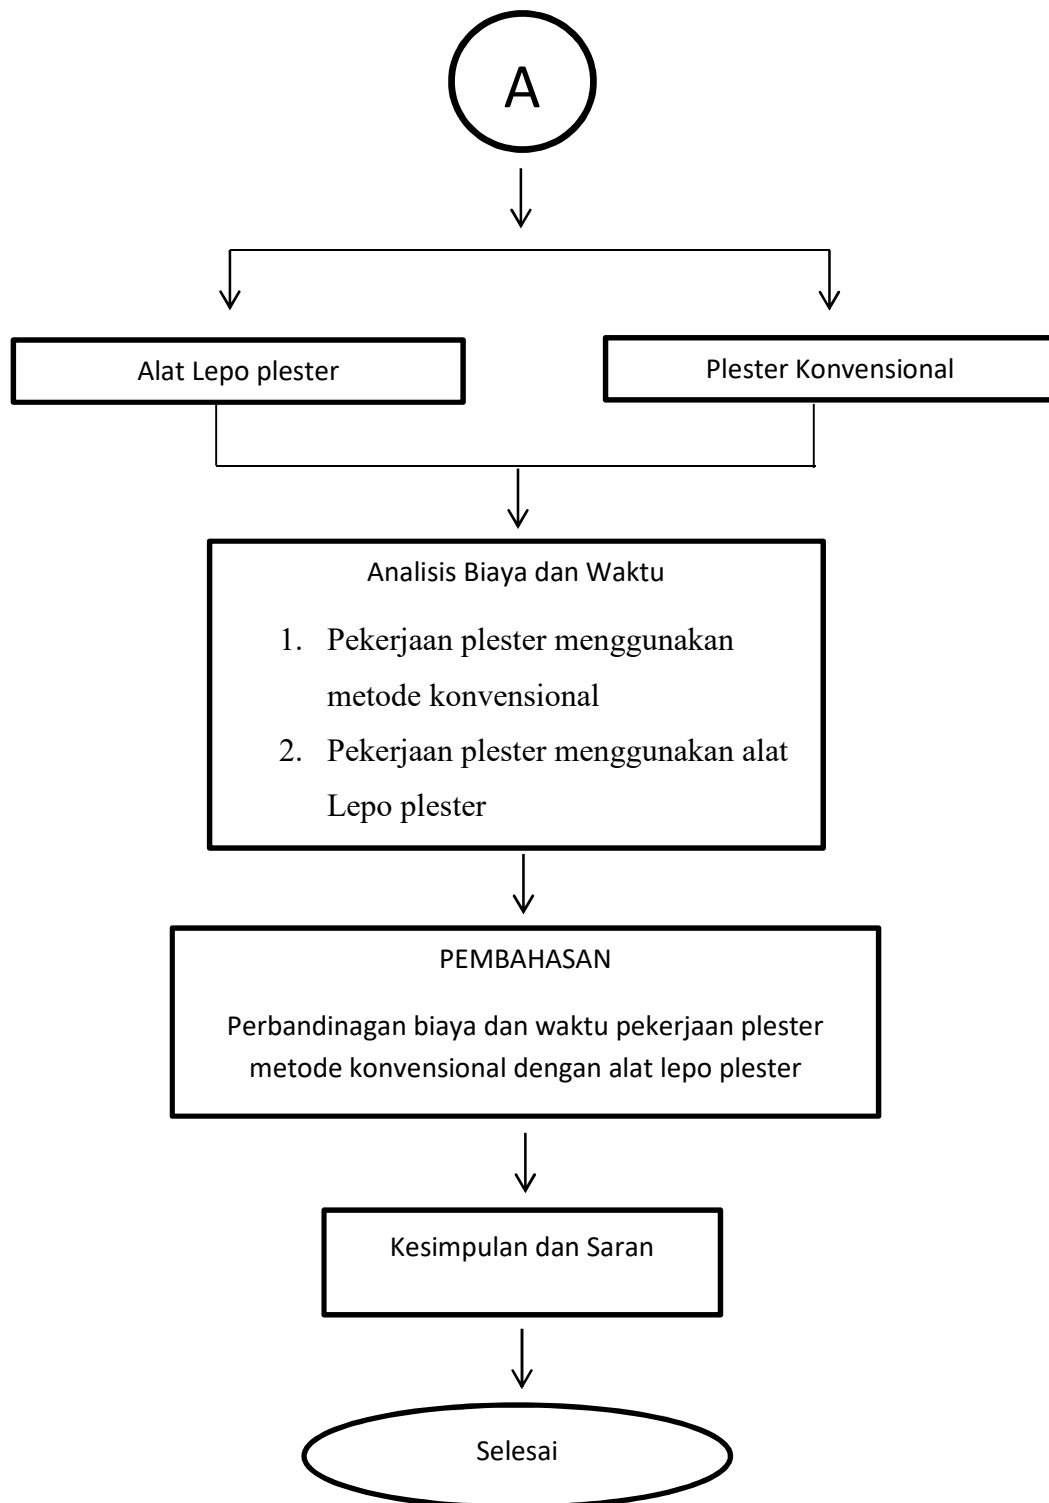 A
Alat Lepo plester
Plester Konvensional
Analisis Biaya dan Waktu
1. Pekerjaan plester menggunakan
metode konvensional
2. Pekerjaan plester menggunakan alat
Lepo plester
PEMBAHASAN
Perbandinagan biaya dan waktu pekerjaan plester
metode konvensional dengan alat lepo plester
Kesimpulan dan Saran
Selesai